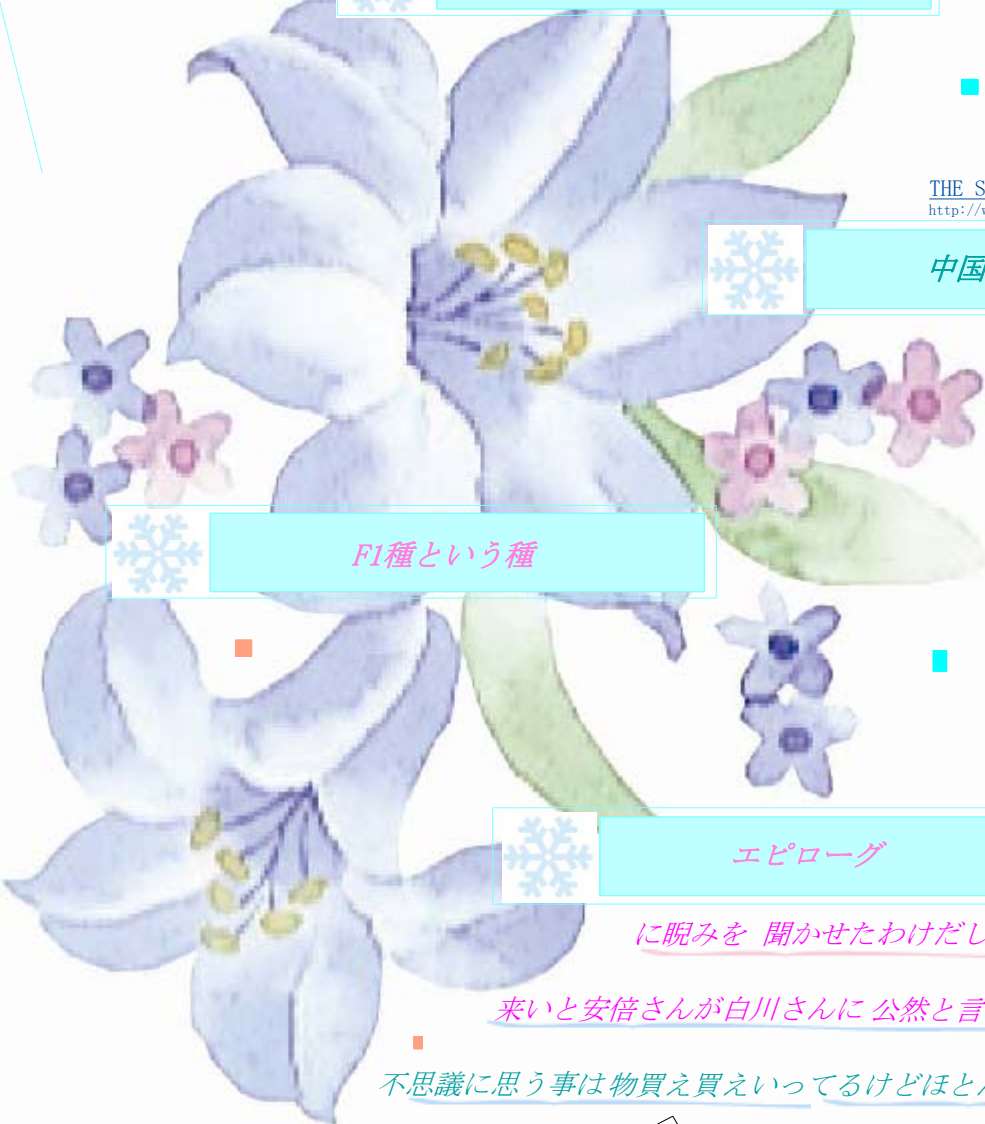 THE S
http://w
中国
F1種という種
エピローグ
に睨みを 聞かせたわけだし
来いと安倍さんが白川さんに 公然と言
不思議に思う事は物買え買えいってるけどほとん